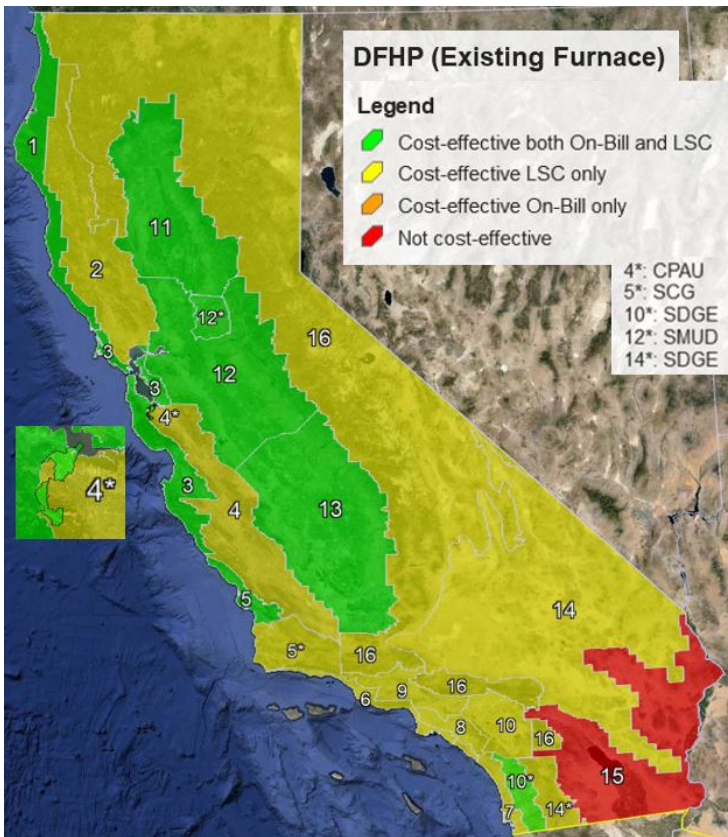 DFHP (Existing Furnace)
Legend
Cost-effective both On-Bill and LSC
Cost-effective LSC only
Cost-effective On-Bill only
Not cost-effective
4*: CPAU
5*: SCG
10*: SDGE
12*: SMUD
14*: SDGE
1
11
2
12*
16
3
12
3
4*
4*
3
4
13
5
14
5*
16
6
9
16
8
10
16
15
10*
7
14*